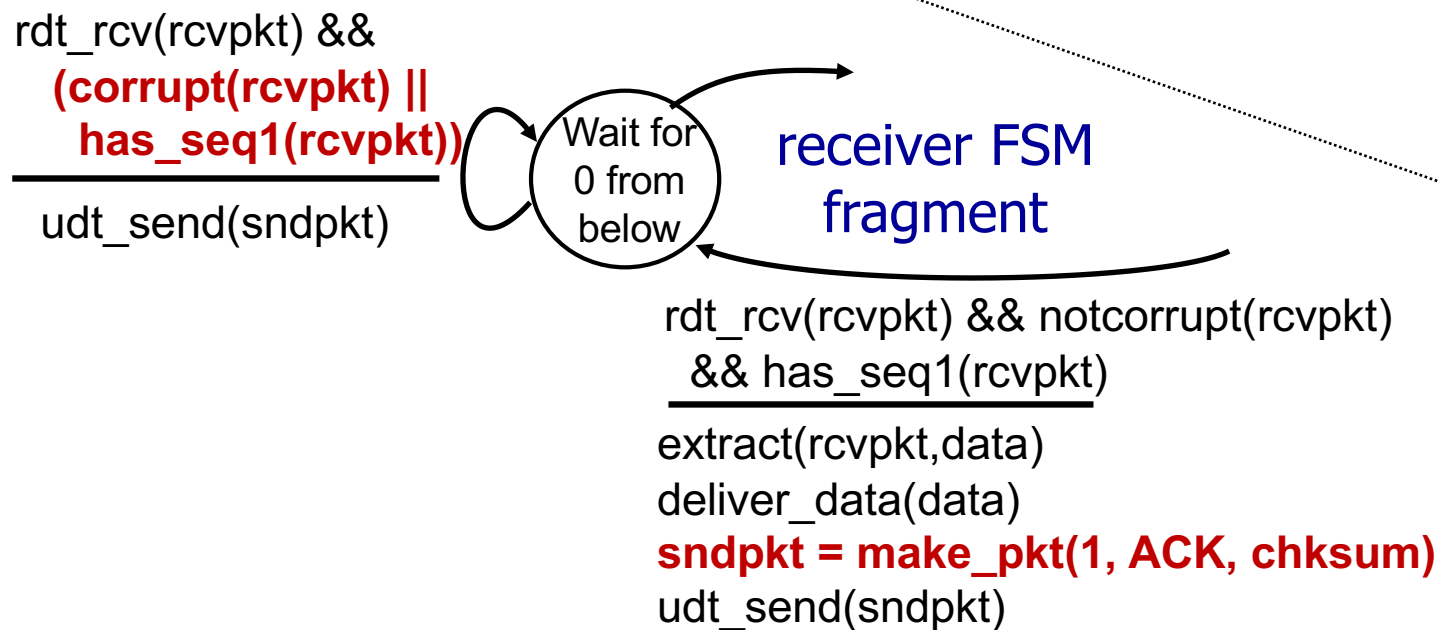 rdt_rcv(rcvpkt) &&
(corrupt(rcvpkt) ||
has_seq1(rcvpkt))
udt_send(sndpkt)
Wait for
0 from
below
receiver FSM
fragment
rdt_rcv(rcvpkt) && notcorrupt(rcvpkt)
&& has_seq1(rcvpkt)
extract(rcvpkt,data)
deliver_data(data)
sndpkt = make_pkt(1, ACK, chksum)
udt_send(sndpkt)